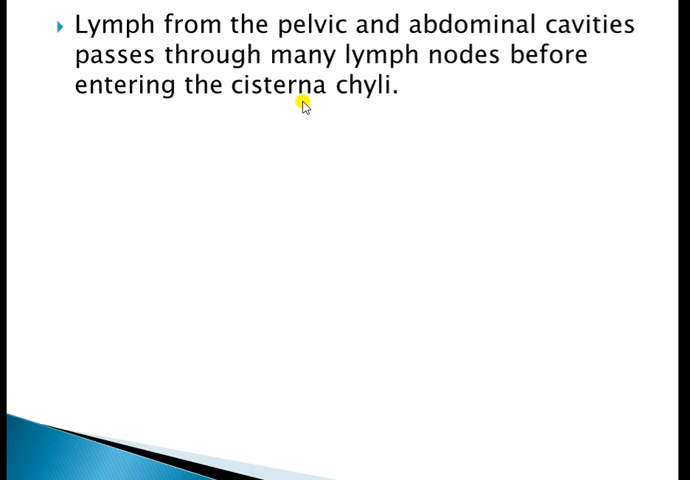 Lymph from the pelvic and abdominal cavities
passes through many lymph nodes before
entering the cisterna chyli.